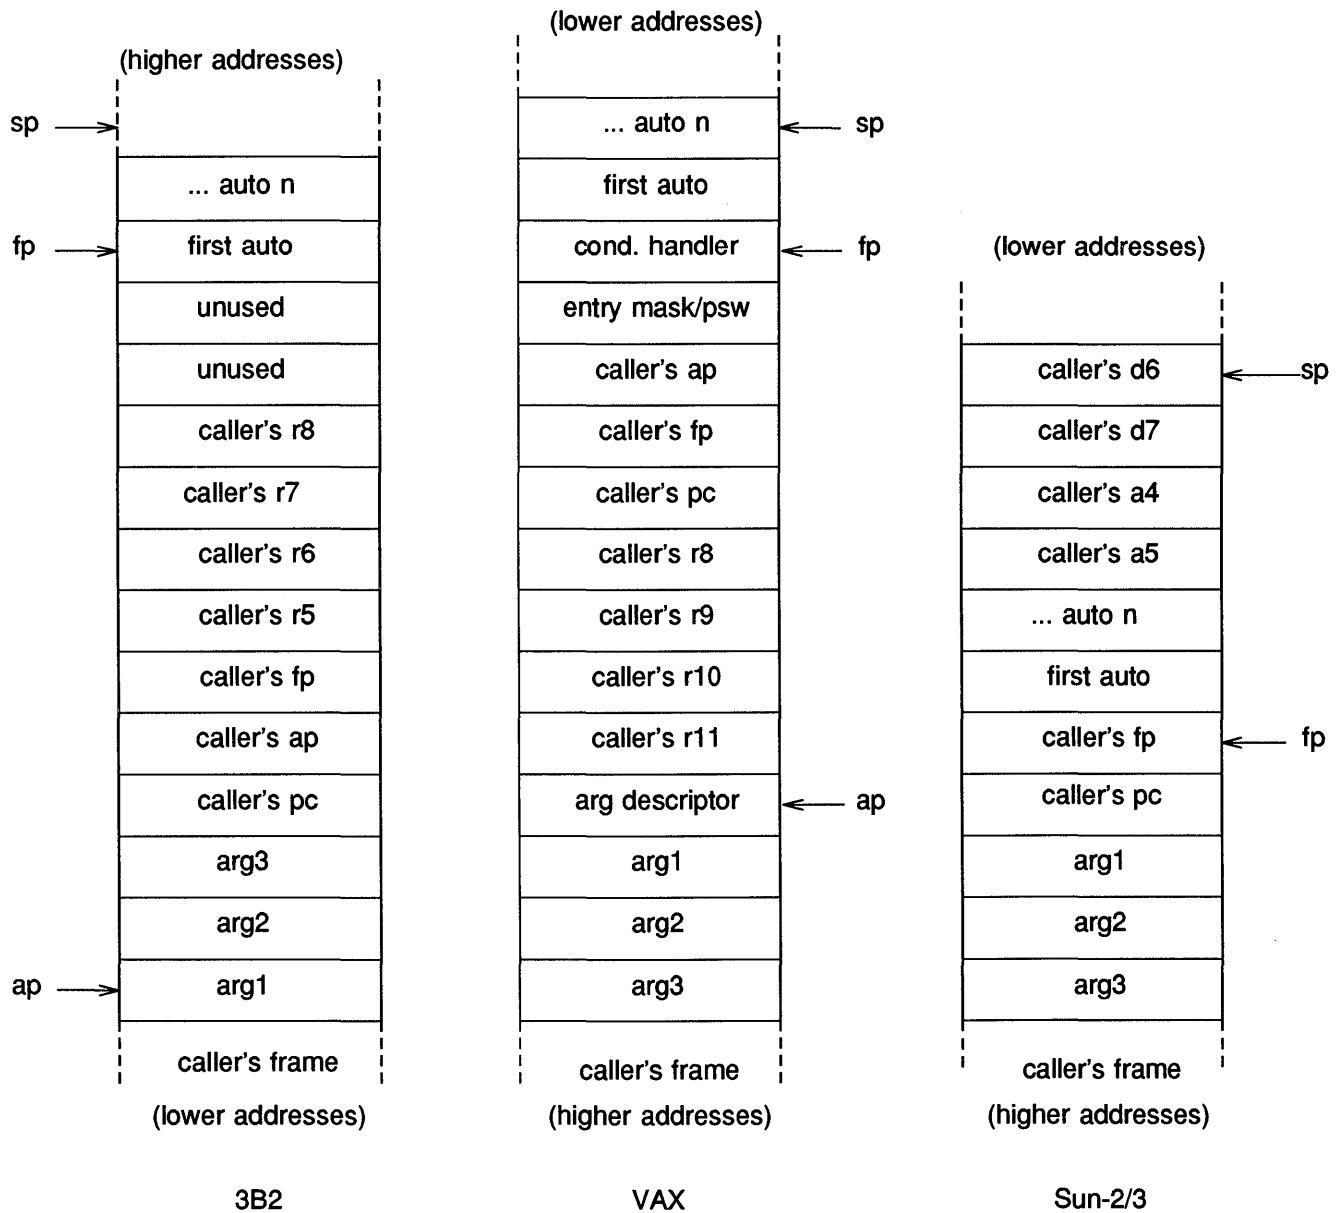 (higher addresses)
sp
... auto n
fp
first auto
unused
unused
caller's r8
caller's r7
caller's r6
caller's r5
caller's fp
caller's ap
caller's pc
arg3
arg2
ap
arg1
caller's frame
(lower addresses)
3B2
(lower addresses)
... auto n
sp
first auto
cond. handler
fp
entry mask/psw
caller's ap
caller's fp
caller's pc
caller's r8
caller's r9
caller's r10
caller's r11
arg descriptor
ap
arg1
arg2
arg3
caller's frame
(higher addresses)
VAX
(lower addresses)
caller's d6
sp
caller's d7
caller's a4
caller's a5
... auto n
first auto
caller's fp
fp
caller's pc
arg1
arg2
arg3
caller's frame
(higher addresses)
Sun-2/3